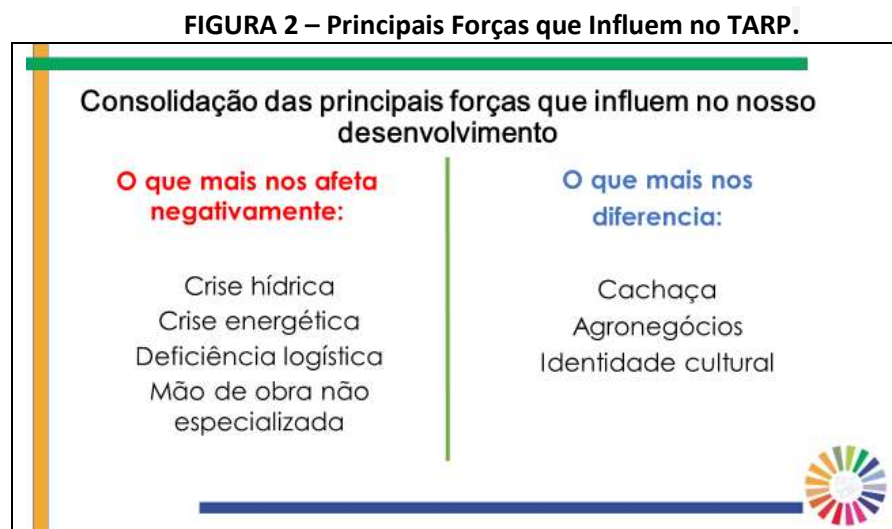 FIGURA 2 – Principais Forças que Influem no TARP.
Consolidação das principais forças que influem no nosso
desenvolvimento
O que mais nos afeta
negativamente:
Crise hídrica
Crise energética
Deficiência logística
Mão de obra não
especializada
O que mais nos
diferencia:
Cachaça
Agronegócios
Identidade cultural